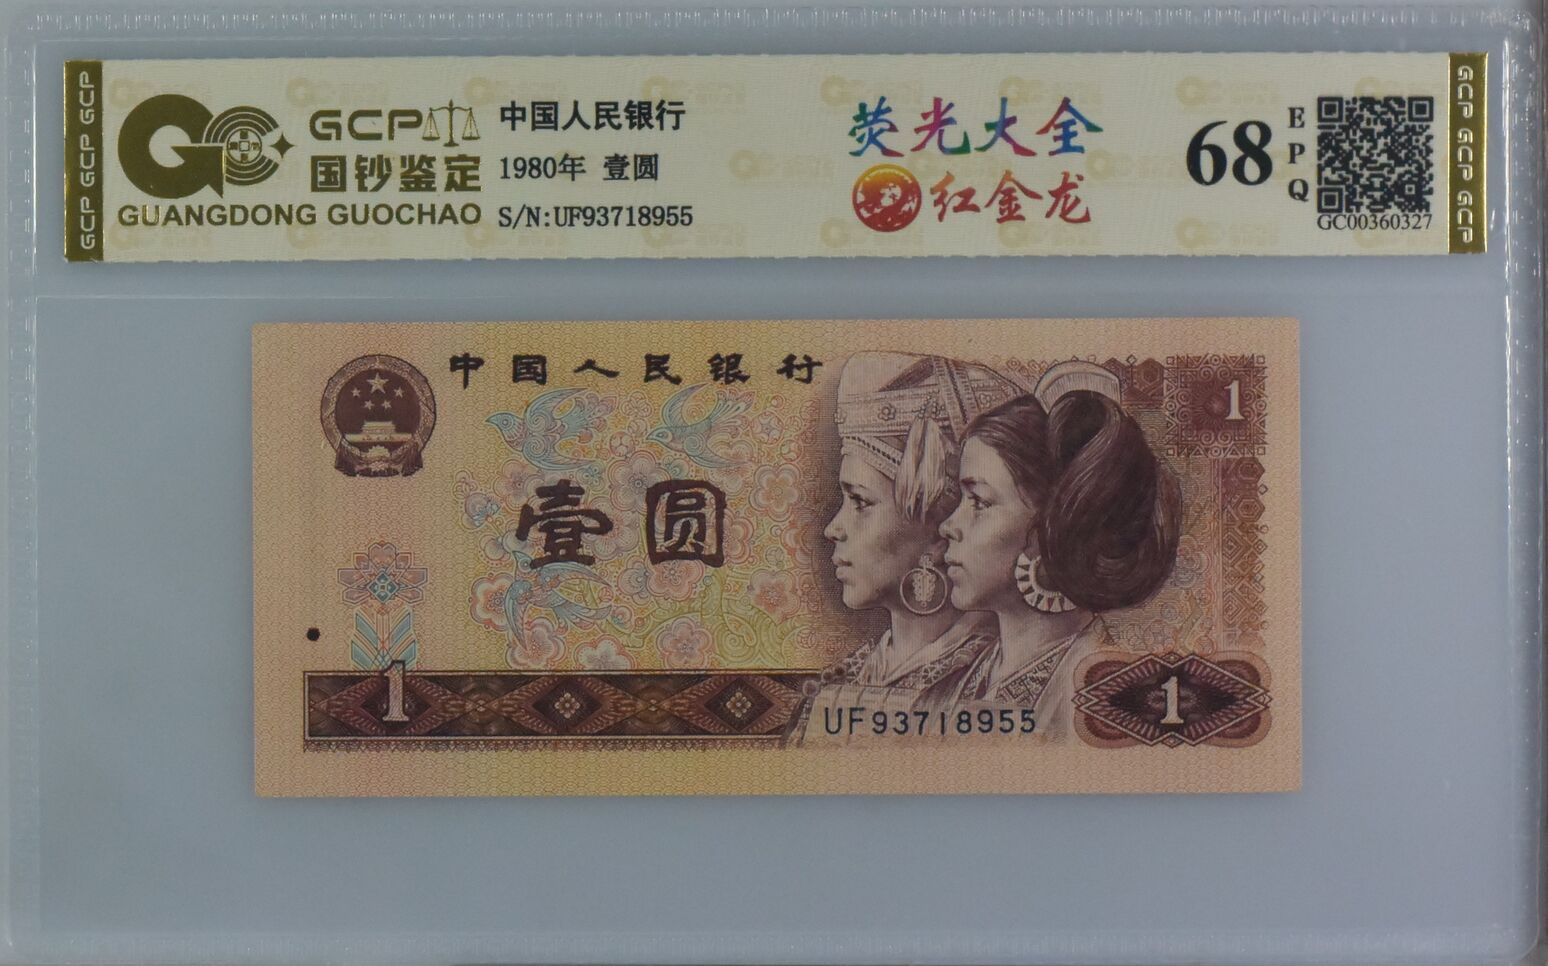 GCP GCP GCP
GCP
国钞鉴定
GUANGDONG GUOCHAO
中国人民银行
1980年 壹圆
S/N:UF93718955
荧光大全
红金龙
68
EPQ
GC00360327
GCP GCP GCP
中国人民银行
1
壹圆
1
UF93718955
1